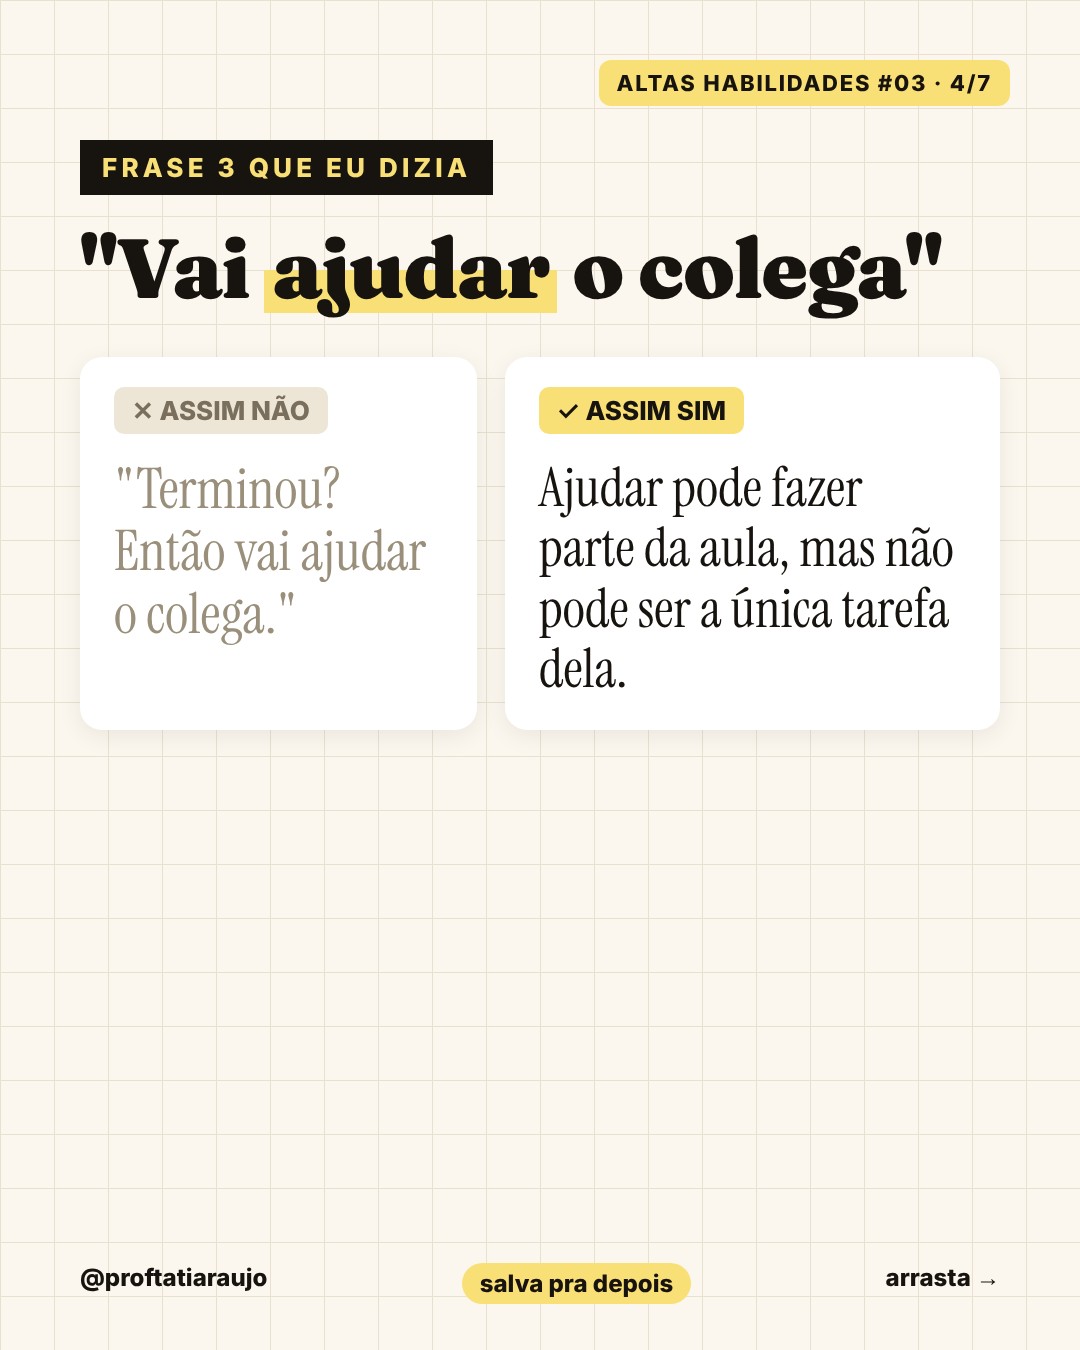 ALTAS HABILIDADES #03 · 4/7
FRASE 3 QUE EU DIZIA
"Vai ajudar o colega"
✕ ASSIM NÃO
"Terminou?
Então vai ajudar
o colega."
✓ ASSIM SIM
Ajudar pode fazer
parte da aula, mas não
pode ser a única tarefa
dela.
@proftatiaraujo
salva pra depois
arrasta →